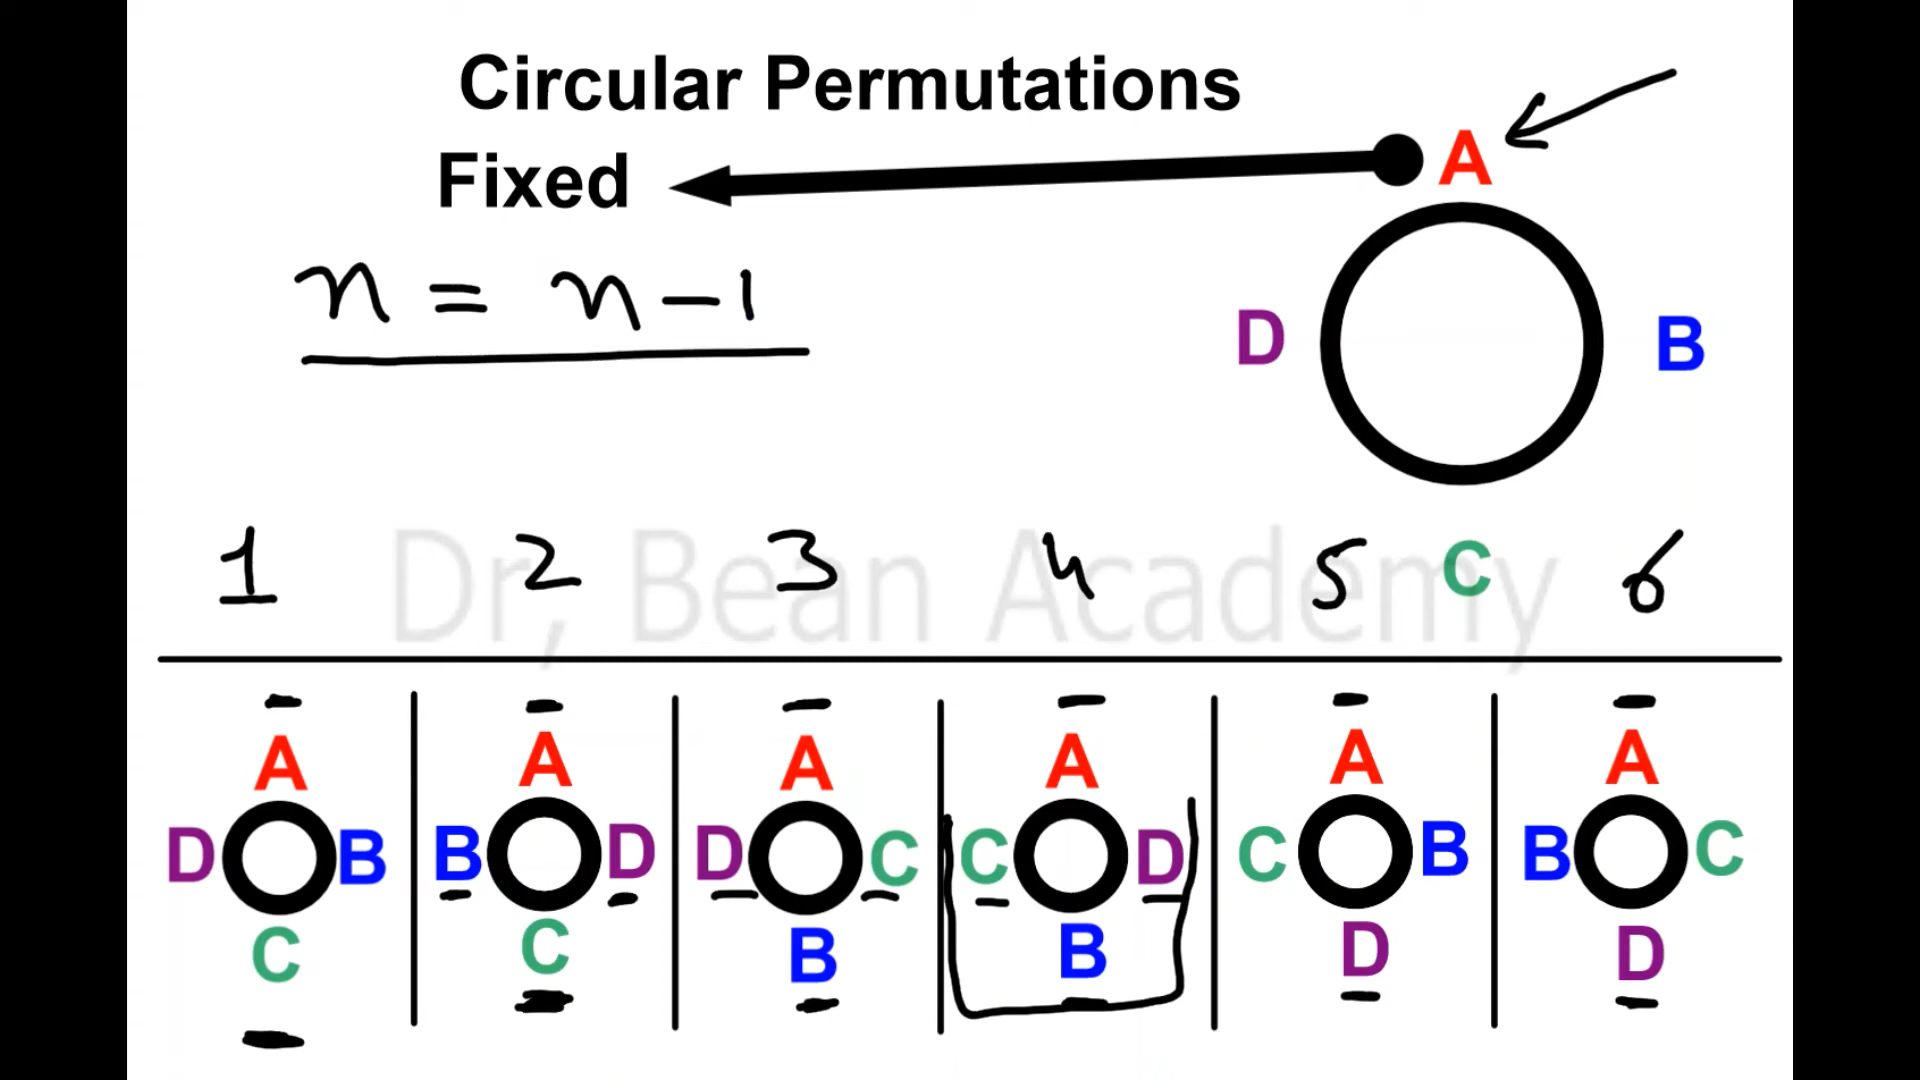 Circular Permutations
Fixed
A
n = n - 1
D B
C
1 2 3 4 5 6
Dr, Bean Academy
A A A A A A
D B B D D C C D C B B C
C C B B D D